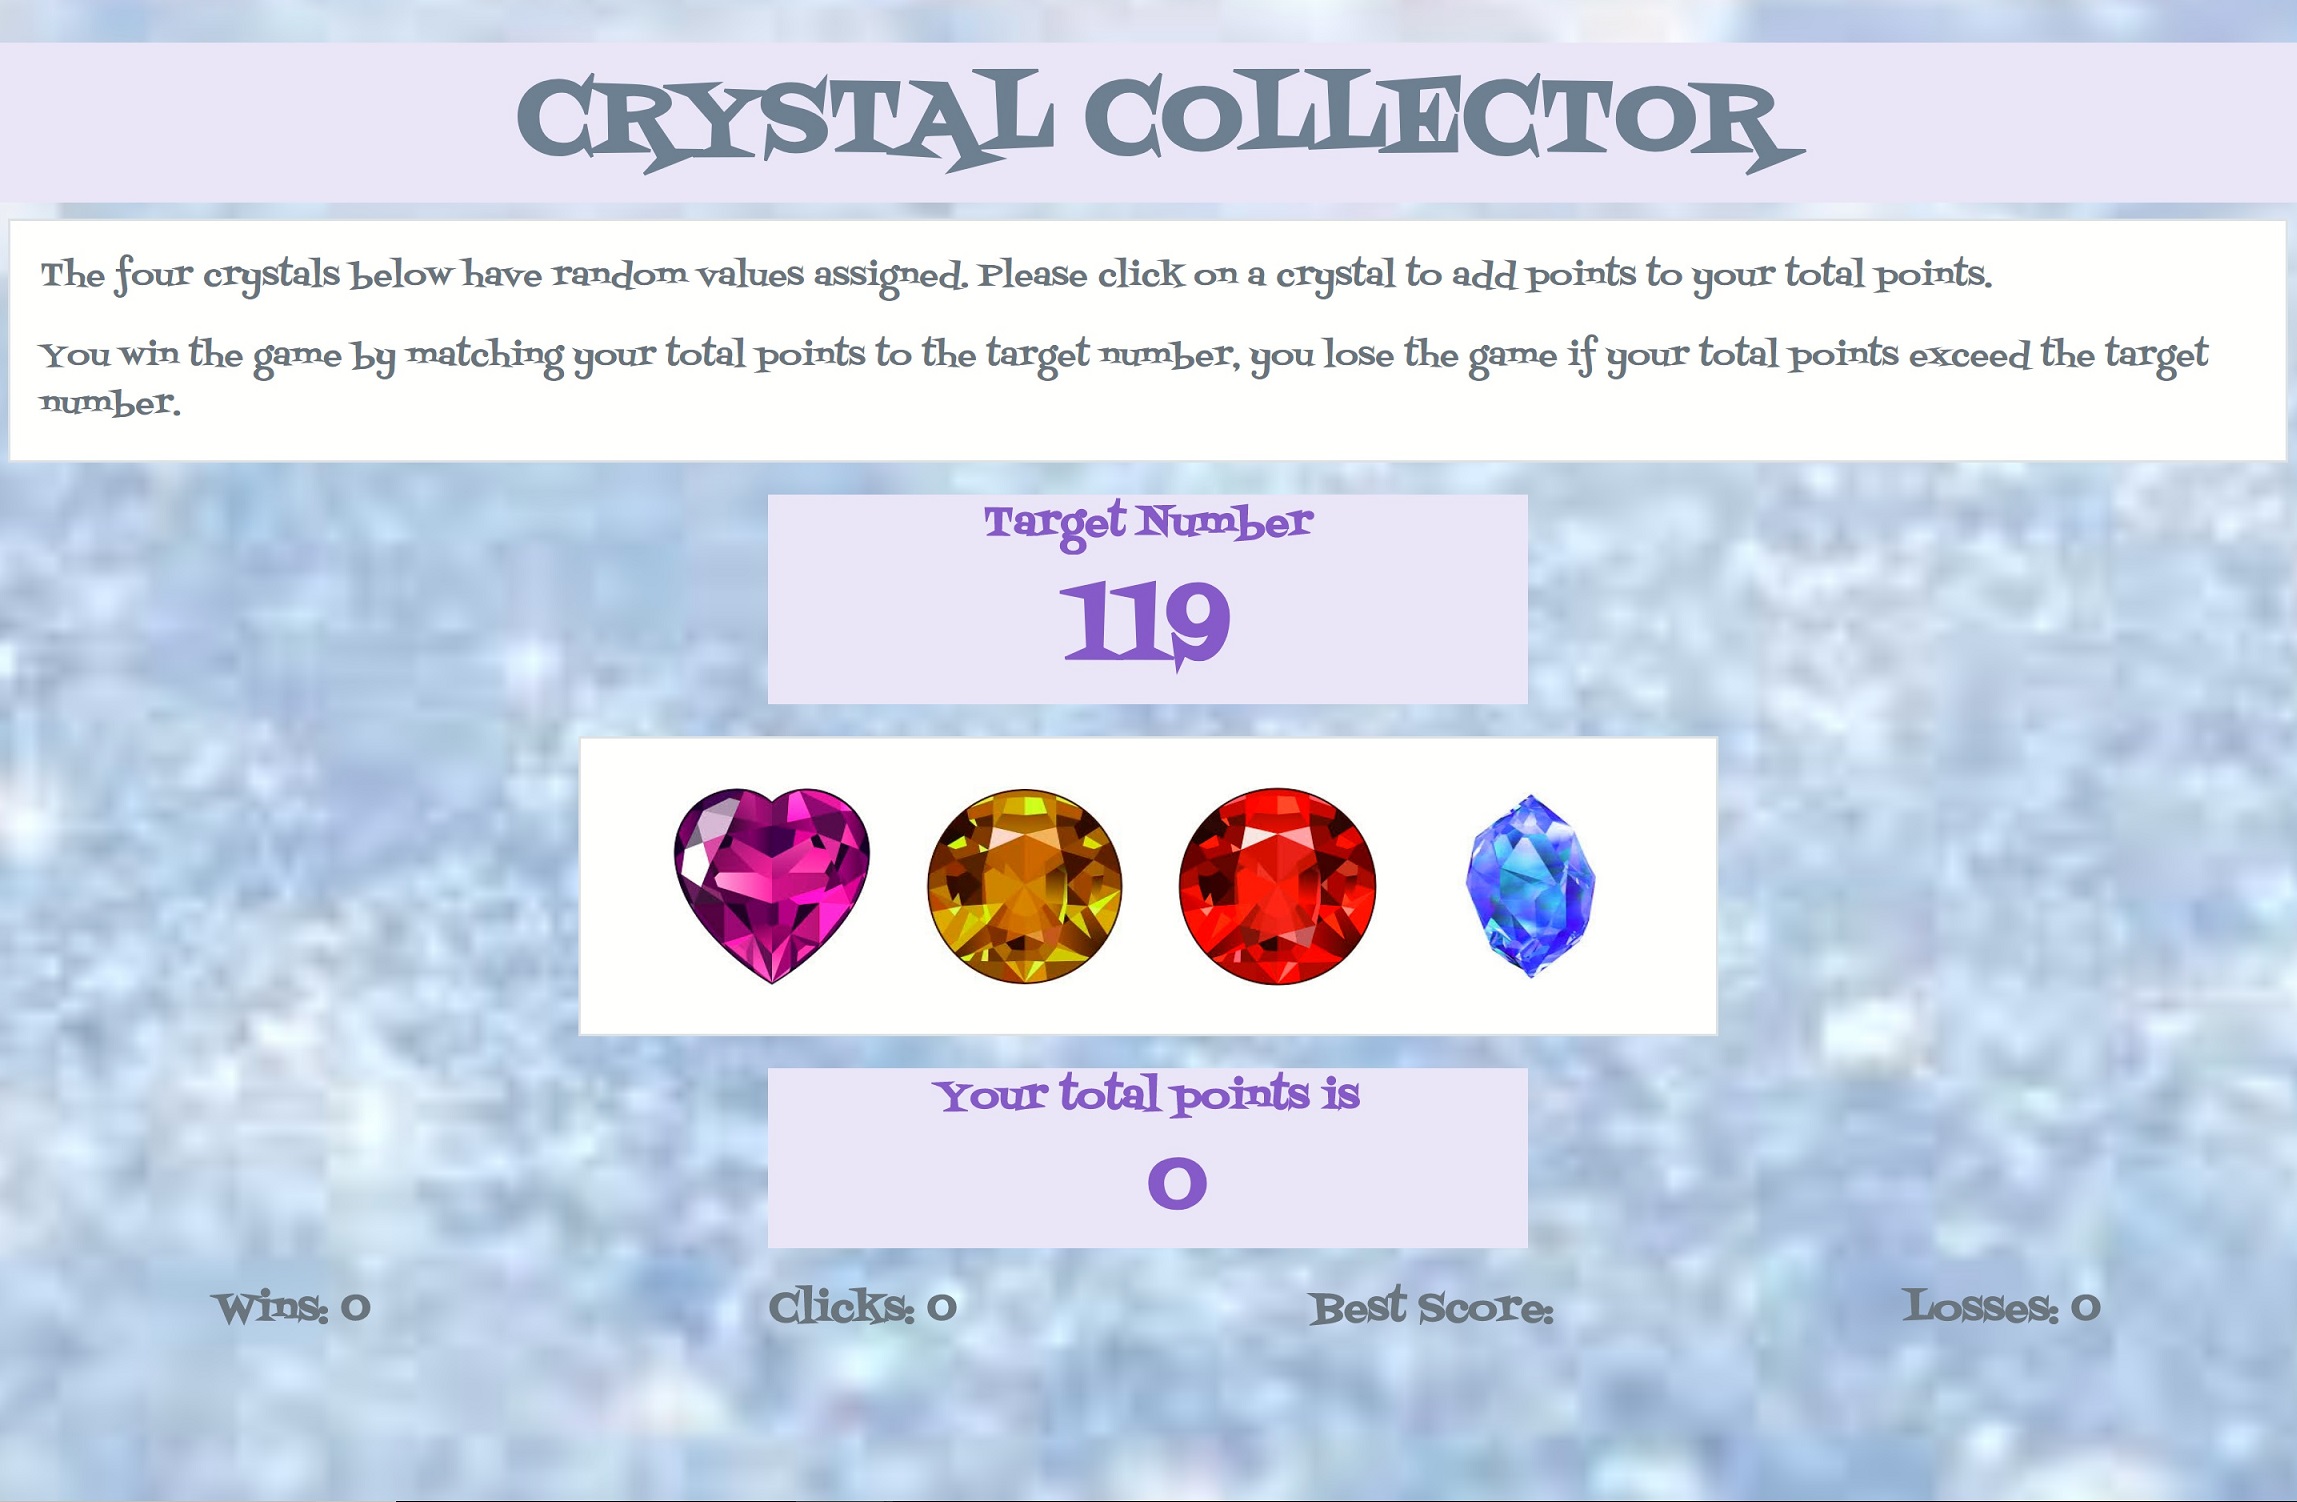 CRYSTAL COLLECTOR
The four crystals below have random values assigned. Please click on a crystal to add points to your total points.
You win the game by matching your total points to the target number, you lose the game if your total points exceed the target
number.
Target Number
119
Your total points is
0
Wins: 0 Clicks: 0 Best Score: Losses: 0